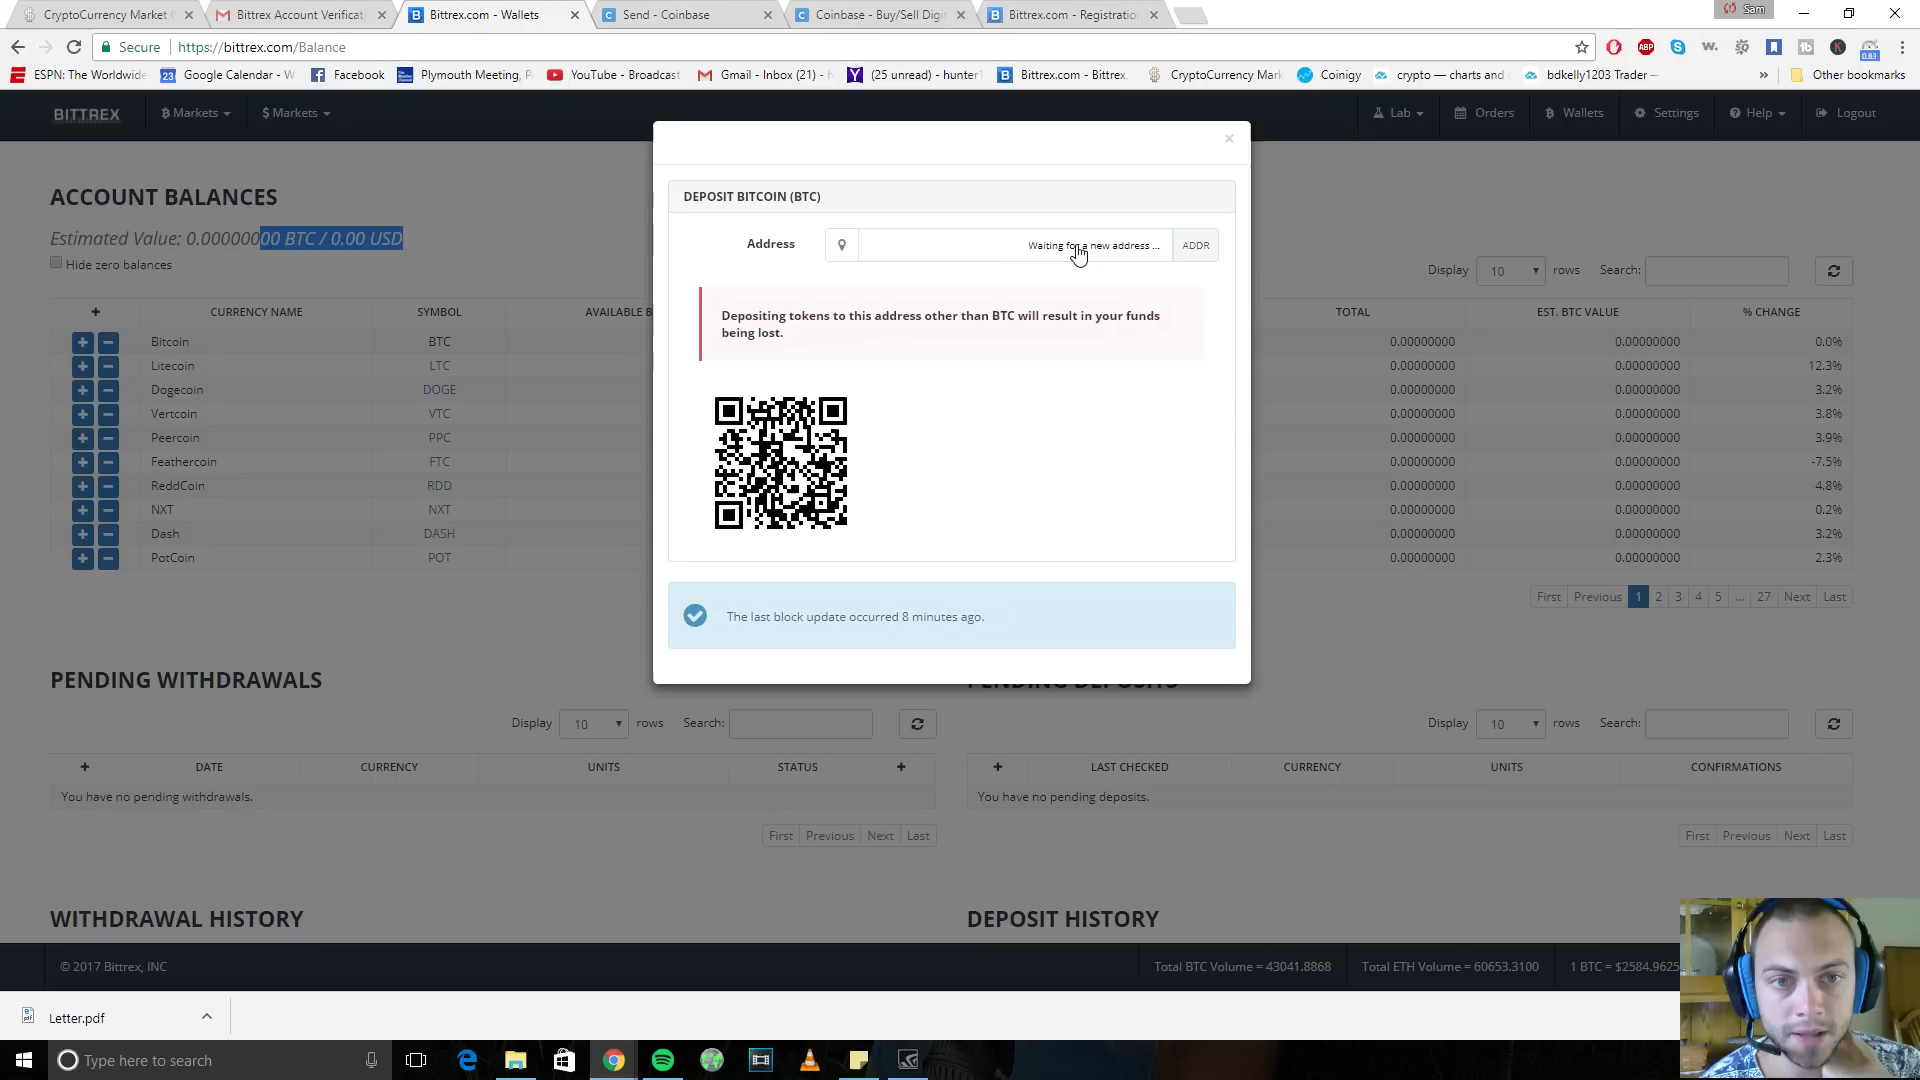 CryptoCurrency Market C
Bittrex Account Verificati
Bittrex.com - Wallets
Send - Coinbase
Coinbase - Buy/Sell Digi
Bittrex.com - Registratio
Sam
Secure
https://bittrex.com/Balance
ABP
w.
0.83
ESPN: The Worldwide
23
Google Calendar - W
Facebook
Plymouth Meeting, P
YouTube - Broadcast
Gmail - Inbox (21) - h
(25 unread) - hunter1
Bittrex.com - Bittrex,
CryptoCurrency Mark
Coinigy
crypto — charts and
bdkelly1203 Trader —
»
Other bookmarks
BITTREX
Markets
$ Markets
Lab
Orders
Wallets
Settings
Help
Logout
×
ACCOUNT BALANCES
Estimated Value: 0.00000000 BTC / 0.00 USD
Hide zero balances
Display 10 rows Search:
+ CURRENCY NAME SYMBOL AVAILABLE B TOTAL EST. BTC VALUE % CHANGE
Bitcoin BTC 0.00000000 0.00000000 0.0%
Litecoin LTC 0.00000000 0.00000000 12.3%
Dogecoin DOGE 0.00000000 0.00000000 3.2%
Vertcoin VTC 0.00000000 0.00000000 3.8%
Peercoin PPC 0.00000000 0.00000000 3.9%
Feathercoin FTC 0.00000000 0.00000000 -7.5%
ReddCoin RDD 0.00000000 0.00000000 4.8%
NXT NXT 0.00000000 0.00000000 0.2%
Dash DASH 0.00000000 0.00000000 3.2%
PotCoin POT 0.00000000 0.00000000 2.3%
First Previous 1 2 3 4 5 ... 27 Next Last
DEPOSIT BITCOIN (BTC)
Address
Waiting for a new address ...
ADDR
Depositing tokens to this address other than BTC will result in your funds
being lost.
The last block update occurred 8 minutes ago.
PENDING WITHDRAWALS
Display 10 rows Search:
+ DATE CURRENCY UNITS STATUS +
You have no pending withdrawals.
First Previous Next Last
PENDING DEPOSITS
Display 10 rows Search:
+ LAST CHECKED CURRENCY UNITS CONFIRMATIONS
You have no pending deposits.
First Previous Next Last
WITHDRAWAL HISTORY
DEPOSIT HISTORY
© 2017 Bittrex, INC
Total BTC Volume = 43041.8868
Total ETH Volume = 60653.3100
1 BTC = $2584.9625
Letter.pdf
Type here to search